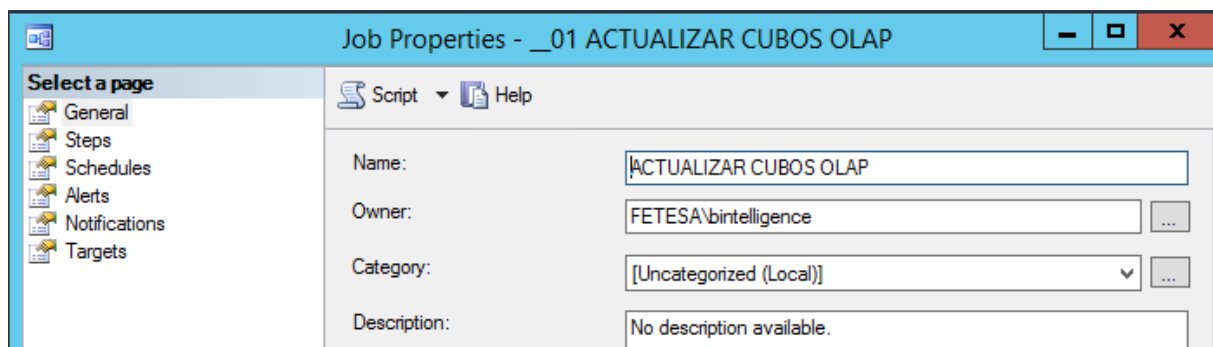 Job Properties - __01 ACTUALIZAR CUBOS OLAP
Select a page
General
Steps
Schedules
Alerts
Notifications
Targets
Script Help
Name: ACTUALIZAR CUBOS OLAP
Owner: FETESA\bintelligence ...
Category: [Uncategorized (Local)] ...
Description: No description available.